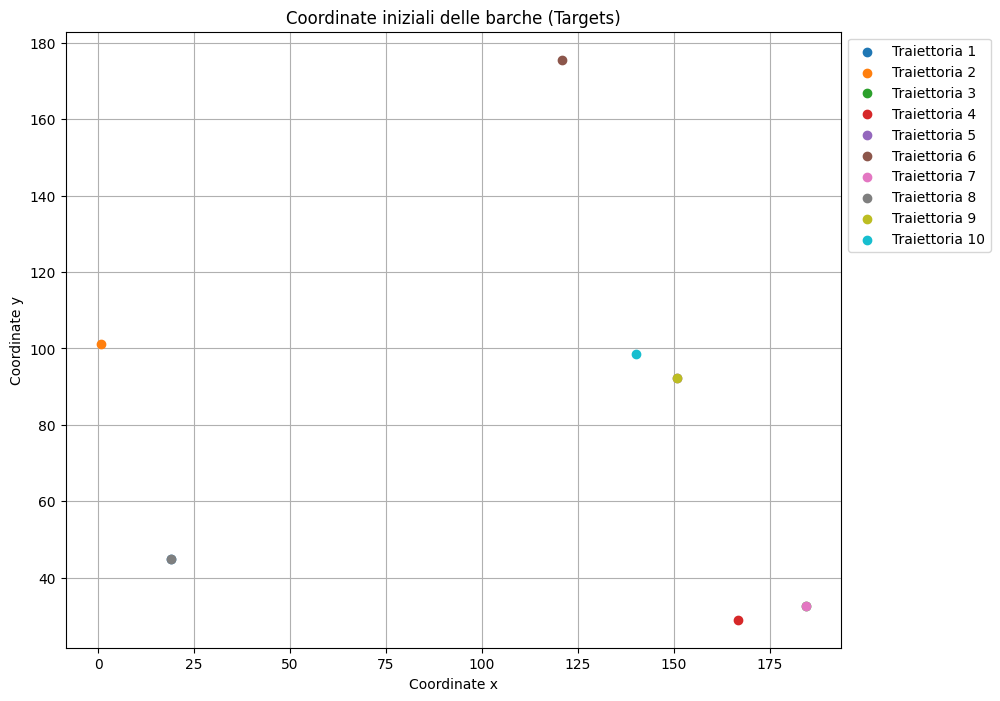 Coordinate iniziali delle barche (Targets)
180
160
140
120
100
80
60
40
Coordinate y
0
25
50
75
100
125
150
175
Coordinate x
Traiettoria 1
Traiettoria 2
Traiettoria 3
Traiettoria 4
Traiettoria 5
Traiettoria 6
Traiettoria 7
Traiettoria 8
Traiettoria 9
Traiettoria 10